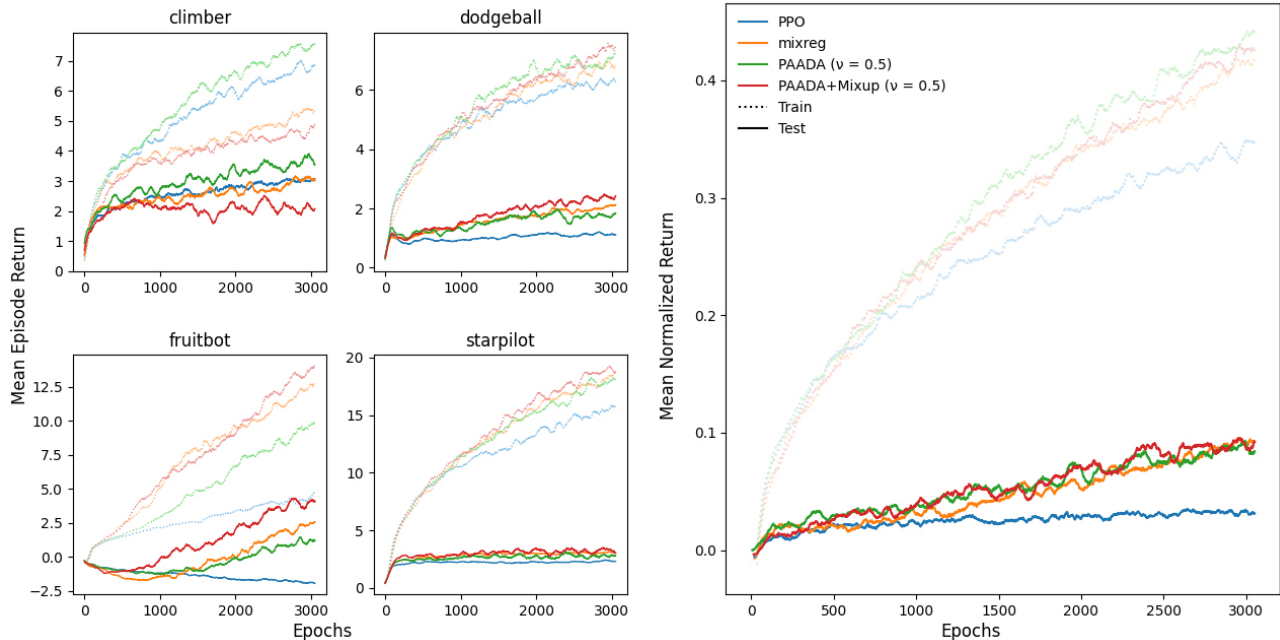 climber
dodgeball
7
6
5
4
3
2
1
0
0 1000 2000 3000
6
4
2
0
0 1000 2000 3000
fruitbot
starpilot
12.5
10.0
7.5
5.0
2.5
0.0
−2.5
0 1000 2000 3000
20
15
10
5
0
0 1000 2000 3000
Mean Episode Return
Epochs
PPO
mixreg
PAADA (ν = 0.5)
PAADA+Mixup (ν = 0.5)
Train
Test
0.4
0.3
0.2
0.1
0.0
0 500 1000 1500 2000 2500 3000
Mean Normalized Return
Epochs